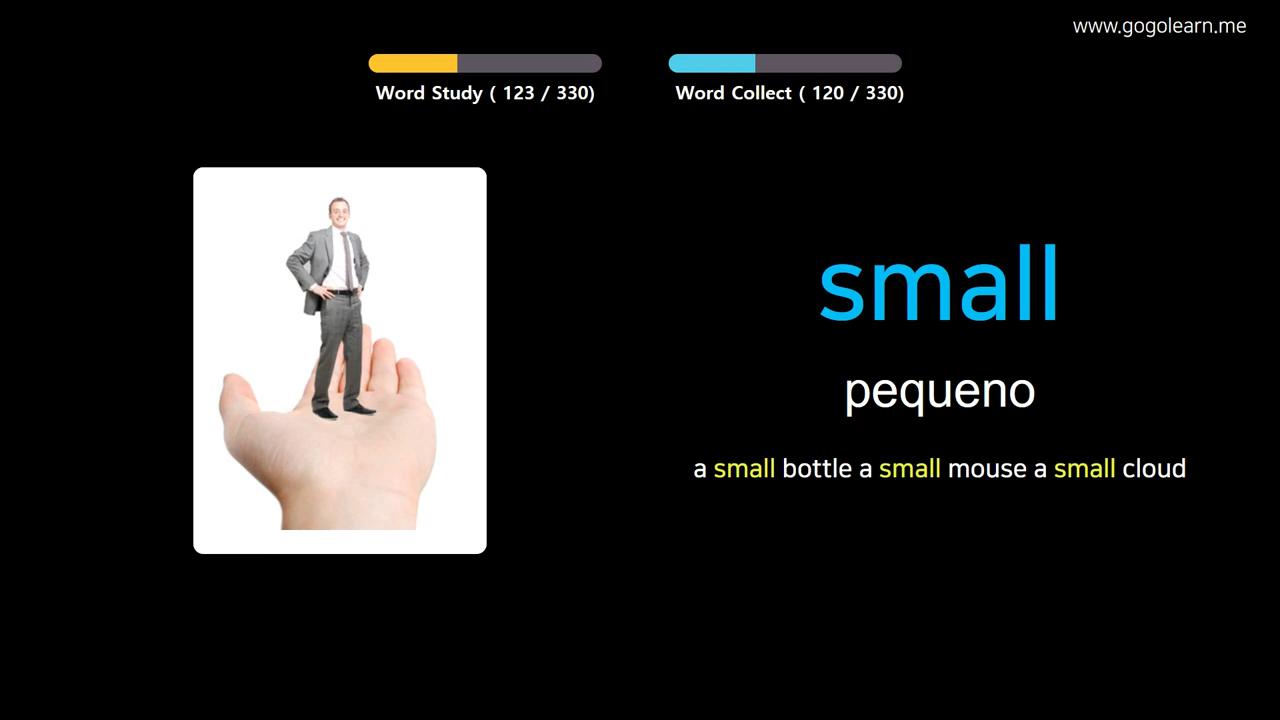 www.gogolearn.me
Word Study ( 123 / 330)
Word Collect ( 120 / 330)
small
pequeno
a small bottle a small mouse a small cloud